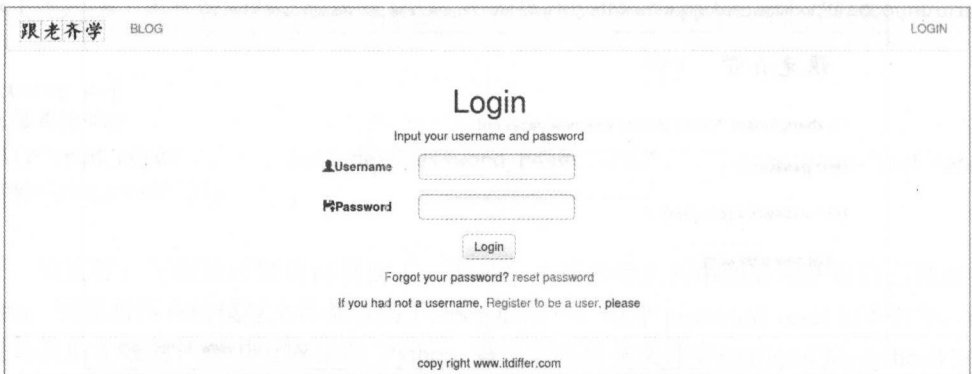 跟老齐学 BLOG LOGIN
Login
Input your username and password
Username
Password
Login
Forgot your password? reset password
If you had not a username, Register to be a user, please
copy right www.itdiffer.com